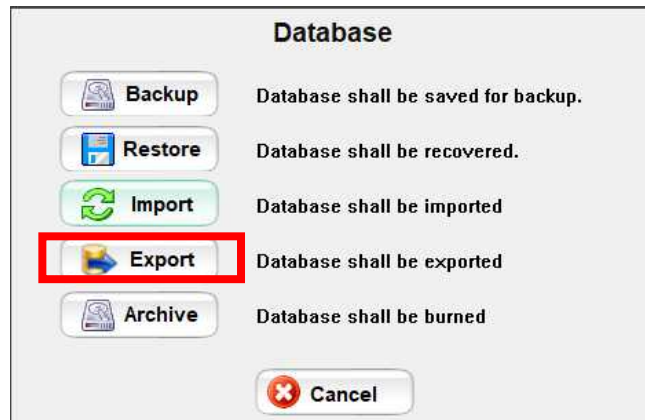 Database
Backup Database shall be saved for backup.
Restore Database shall be recovered.
Import Database shall be imported
Export Database shall be exported
Archive Database shall be burned
Cancel